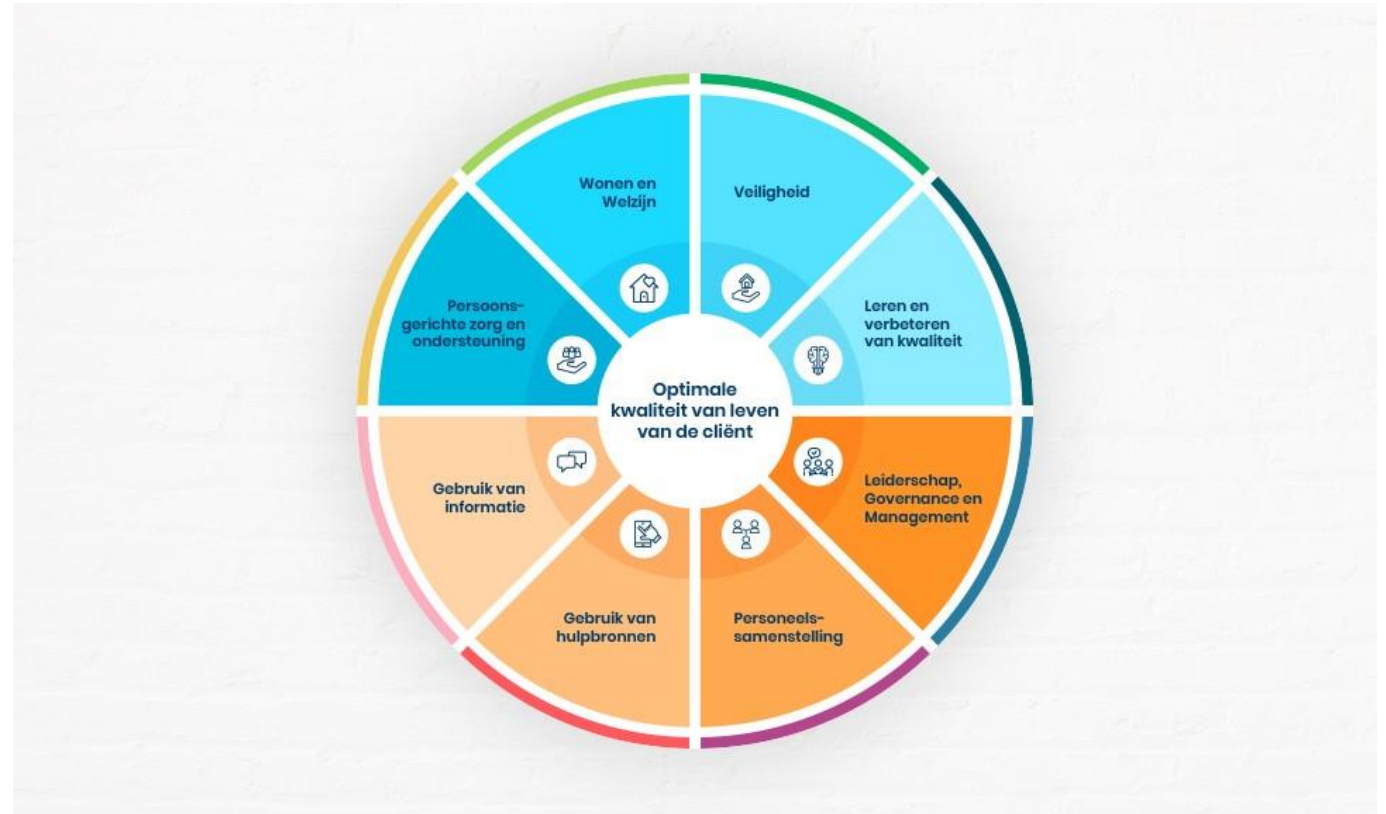 Wonen en
Welzijn
Veiligheid
Persoons-
gerichte zorg en
ondersteuning
Leren en
verbeteren
van kwaliteit
Optimale
kwaliteit van leven
van de cliënt
Gebruik van
informatie
Leiderschap,
Governance en
Management
Gebruik van
hulpbronnen
Personeels-
samenstelling